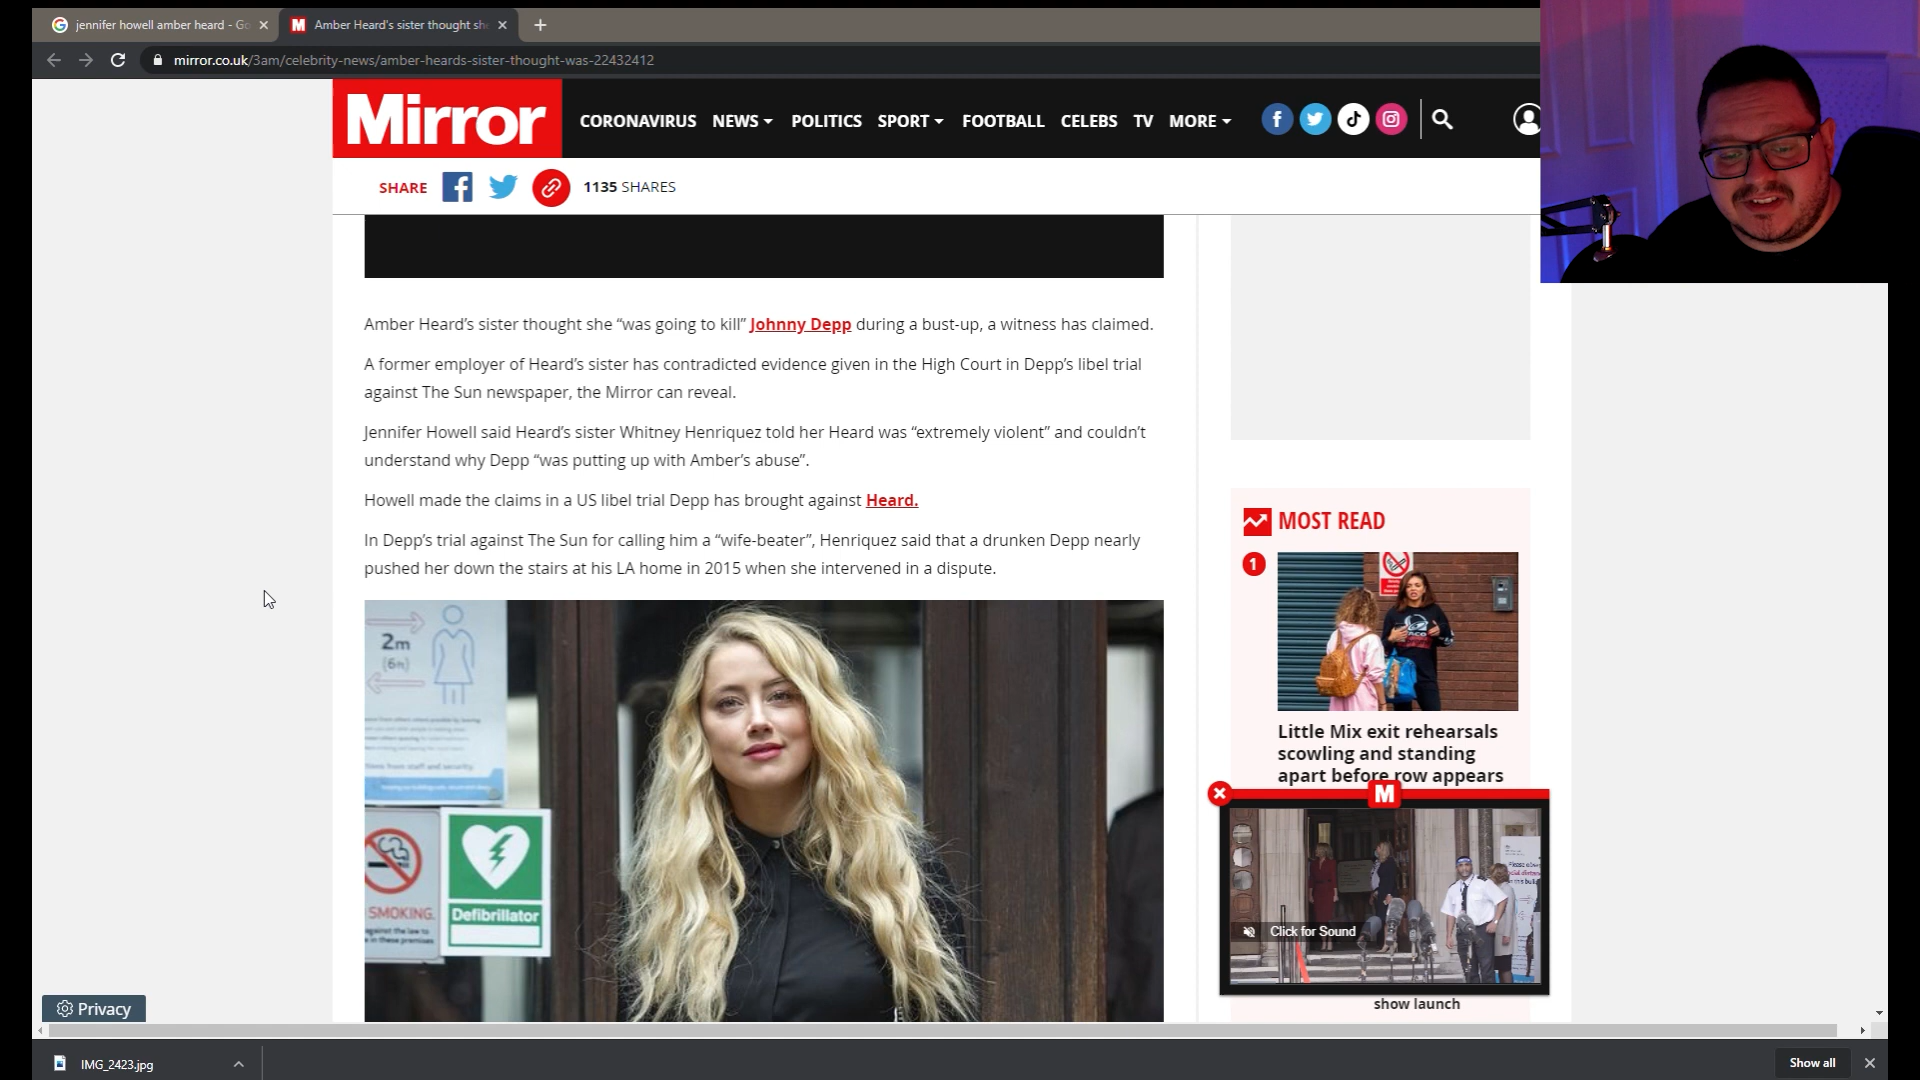 jennifer howell amber heard - Go
Amber Heard's sister thought sh
mirror.co.uk/3am/celebrity-news/amber-heards-sister-thought-was-22432412
Mirror
CORONAVIRUS NEWS POLITICS SPORT FOOTBALL CELEBS TV MORE
SHARE 1135 SHARES
Amber Heard’s sister thought she “was going to kill” Johnny Depp during a bust-up, a witness has claimed.
A former employer of Heard’s sister has contradicted evidence given in the High Court in Depp’s libel trial
against The Sun newspaper, the Mirror can reveal.
Jennifer Howell said Heard’s sister Whitney Henriquez told her Heard was “extremely violent” and couldn’t
understand why Depp “was putting up with Amber’s abuse”.
Howell made the claims in a US libel trial Depp has brought against Heard.
In Depp’s trial against The Sun for calling him a “wife-beater”, Henriquez said that a drunken Depp nearly
pushed her down the stairs at his LA home in 2015 when she intervened in a dispute.
2m
(6ft)
SMOKING.
Defibrillator
MOST READ
1
Little Mix exit rehearsals
scowling and standing
apart before row appears
M
Click for Sound
show launch
Privacy
IMG_2423.jpg
Show all